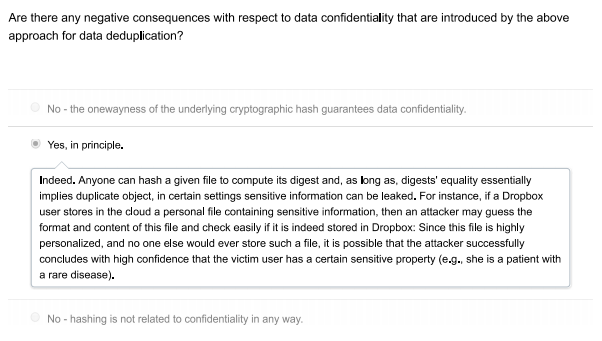 Are there any negative consequences with respect to data confidentiality that are introduced by the above
approach for data deduplication?
No - the onewayness of the underlying cryptographic hash guarantees data confidentiality.
Yes, in principle.
Indeed. Anyone can hash a given file to compute its digest and, as long as, digests' equality essentially
implies duplicate object, in certain settings sensitive information can be leaked. For instance, if a Dropbox
user stores in the cloud a personal file containing sensitive information, then an attacker may guess the
format and content of this file and check easily if it is indeed stored in Dropbox: Since this file is highly
personalized, and no one else would ever store such a file, it is possible that the attacker successfully
concludes with high confidence that the victim user has a certain sensitive property (e.g., she is a patient with
a rare disease).
No - hashing is not related to confidentiality in any way.